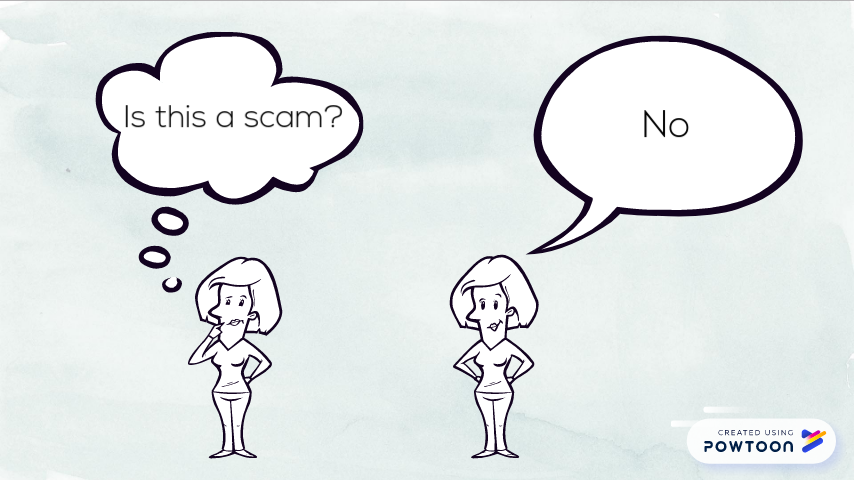 Is this a scam?
No
CREATED USING
POWTOON